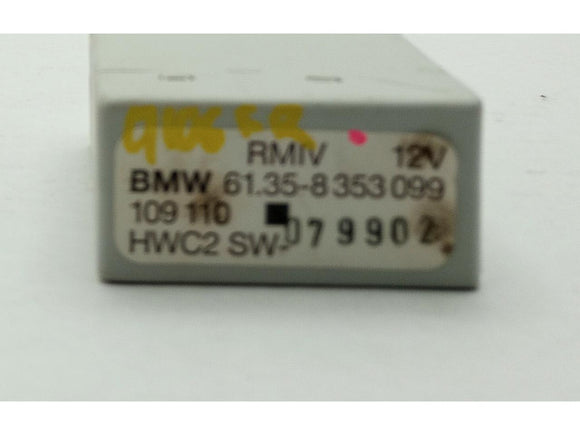 RMIV 12V
BMW 61.35-8 353 099
109 110
HWC2 SW- 079902